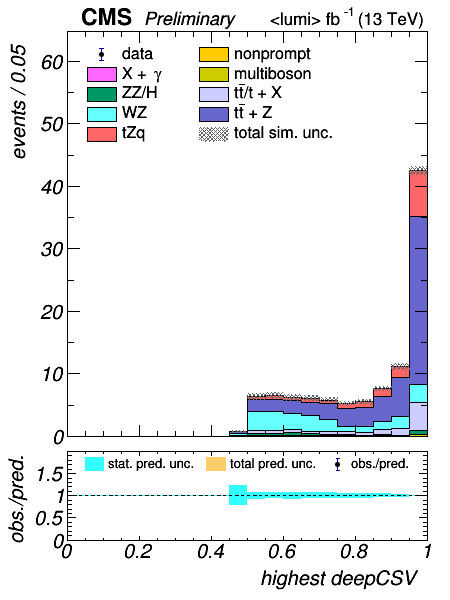 CMS Preliminary <lumi> fb⁻¹ (13 TeV)
events / 0.05
60
50
40
30
20
10
0
data
nonprompt
X + γ
multiboson
ZZ/H
tt̄/t + X
WZ
tt̄ + Z
tZq
total sim. unc.
obs./pred.
1.5
1
0.5
0
stat. pred. unc. total pred. unc. obs./pred.
0 0.2 0.4 0.6 0.8 1
highest deepCSV